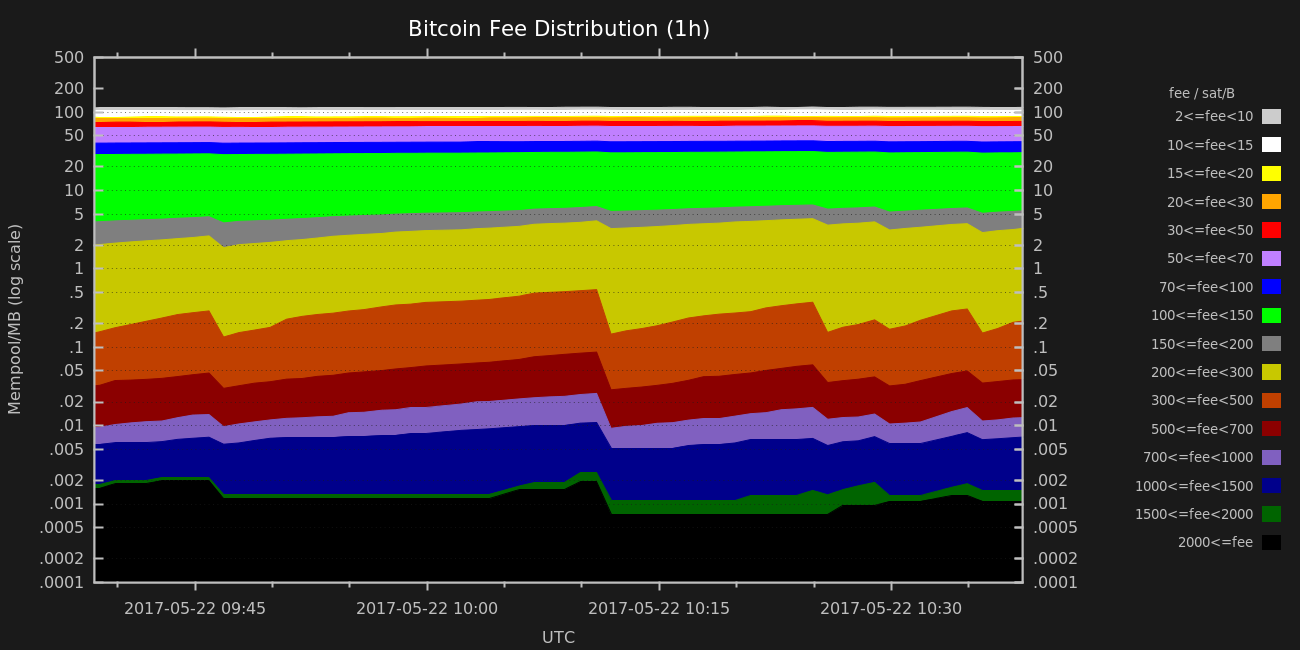 Bitcoin Fee Distribution (1h)
Mempool/MB (log scale)
500
200
100
50
20
10
5
2
1
.5
.2
.1
.05
.02
.01
.005
.002
.001
.0005
.0002
.0001
500
200
100
50
20
10
5
2
1
.5
.2
.1
.05
.02
.01
.005
.002
.001
.0005
.0002
.0001
2017-05-22 09:45
2017-05-22 10:00
2017-05-22 10:15
2017-05-22 10:30
UTC
fee / sat/B
2<=fee<10
10<=fee<15
15<=fee<20
20<=fee<30
30<=fee<50
50<=fee<70
70<=fee<100
100<=fee<150
150<=fee<200
200<=fee<300
300<=fee<500
500<=fee<700
700<=fee<1000
1000<=fee<1500
1500<=fee<2000
2000<=fee